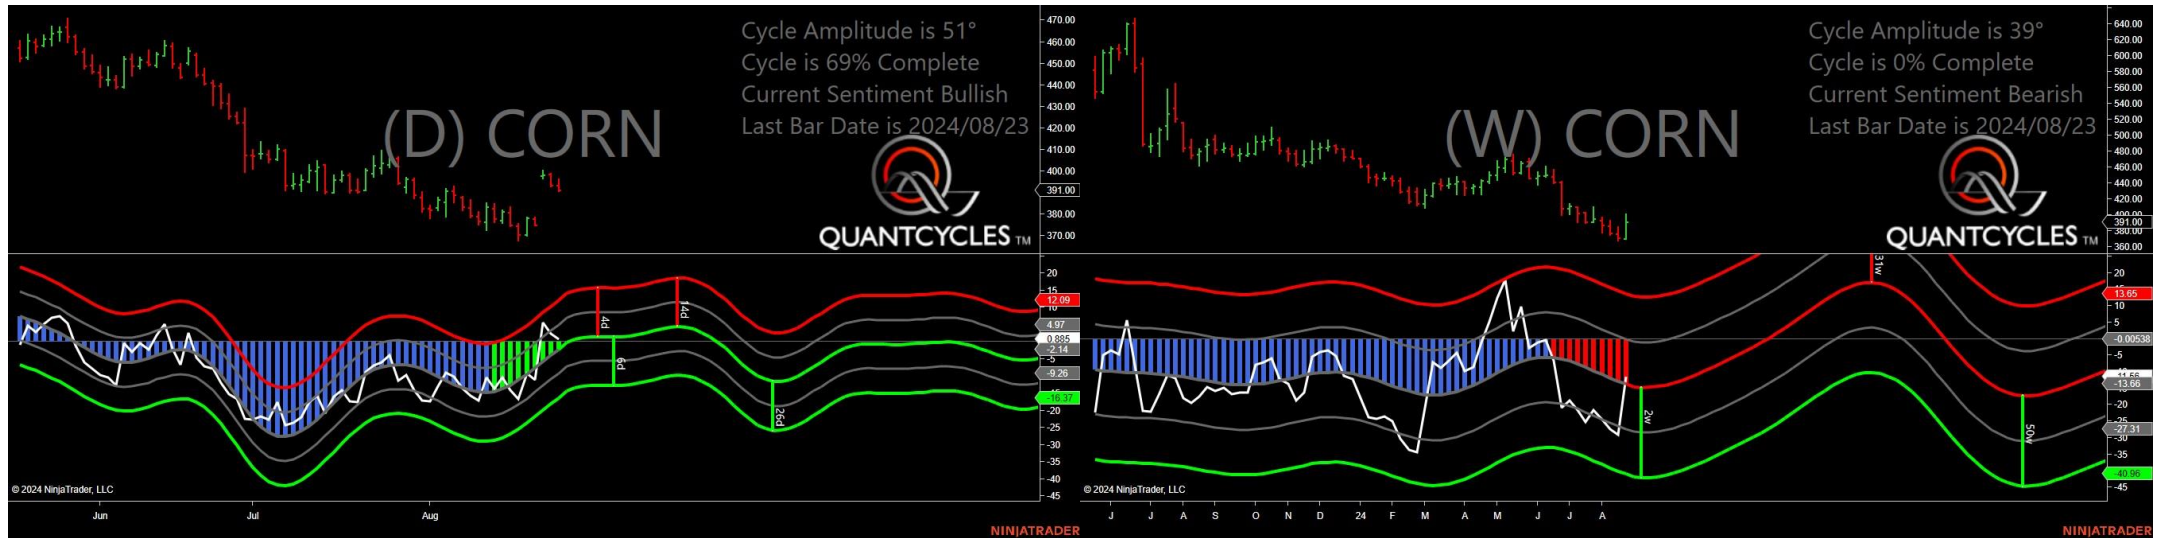 Cycle Amplitude is 51°
Cycle is 69% Complete
Current Sentiment Bullish
Last Bar Date is 2024/08/23
(D) CORN
QUANTCYCLES TM
470.00
460.00
450.00
440.00
430.00
420.00
410.00
400.00
391.00
380.00
370.00
20
15
12.09
4.97
0.885
-2.14
-5
-9.26
-15
-16.37
-20
-25
-30
-35
-40
-45
4d
6d
14d
26d
© 2024 NinjaTrader, LLC
Jun
Jul
Aug
NINJATRADER
Cycle Amplitude is 39°
Cycle is 0% Complete
Current Sentiment Bearish
Last Bar Date is 2024/08/23
(W) CORN
QUANTCYCLES TM
640.00
620.00
600.00
580.00
560.00
540.00
520.00
500.00
480.00
460.00
440.00
420.00
400.00
391.00
380.00
360.00
20
13.65
10
5
-0.00538
-5
-11.56
-13.66
-20
-27.31
-30
-35
-40.96
-45
2w
31w
50w
© 2024 NinjaTrader, LLC
J
J
A
S
O
N
D
24
F
M
A
M
J
J
A
NINJATRADER